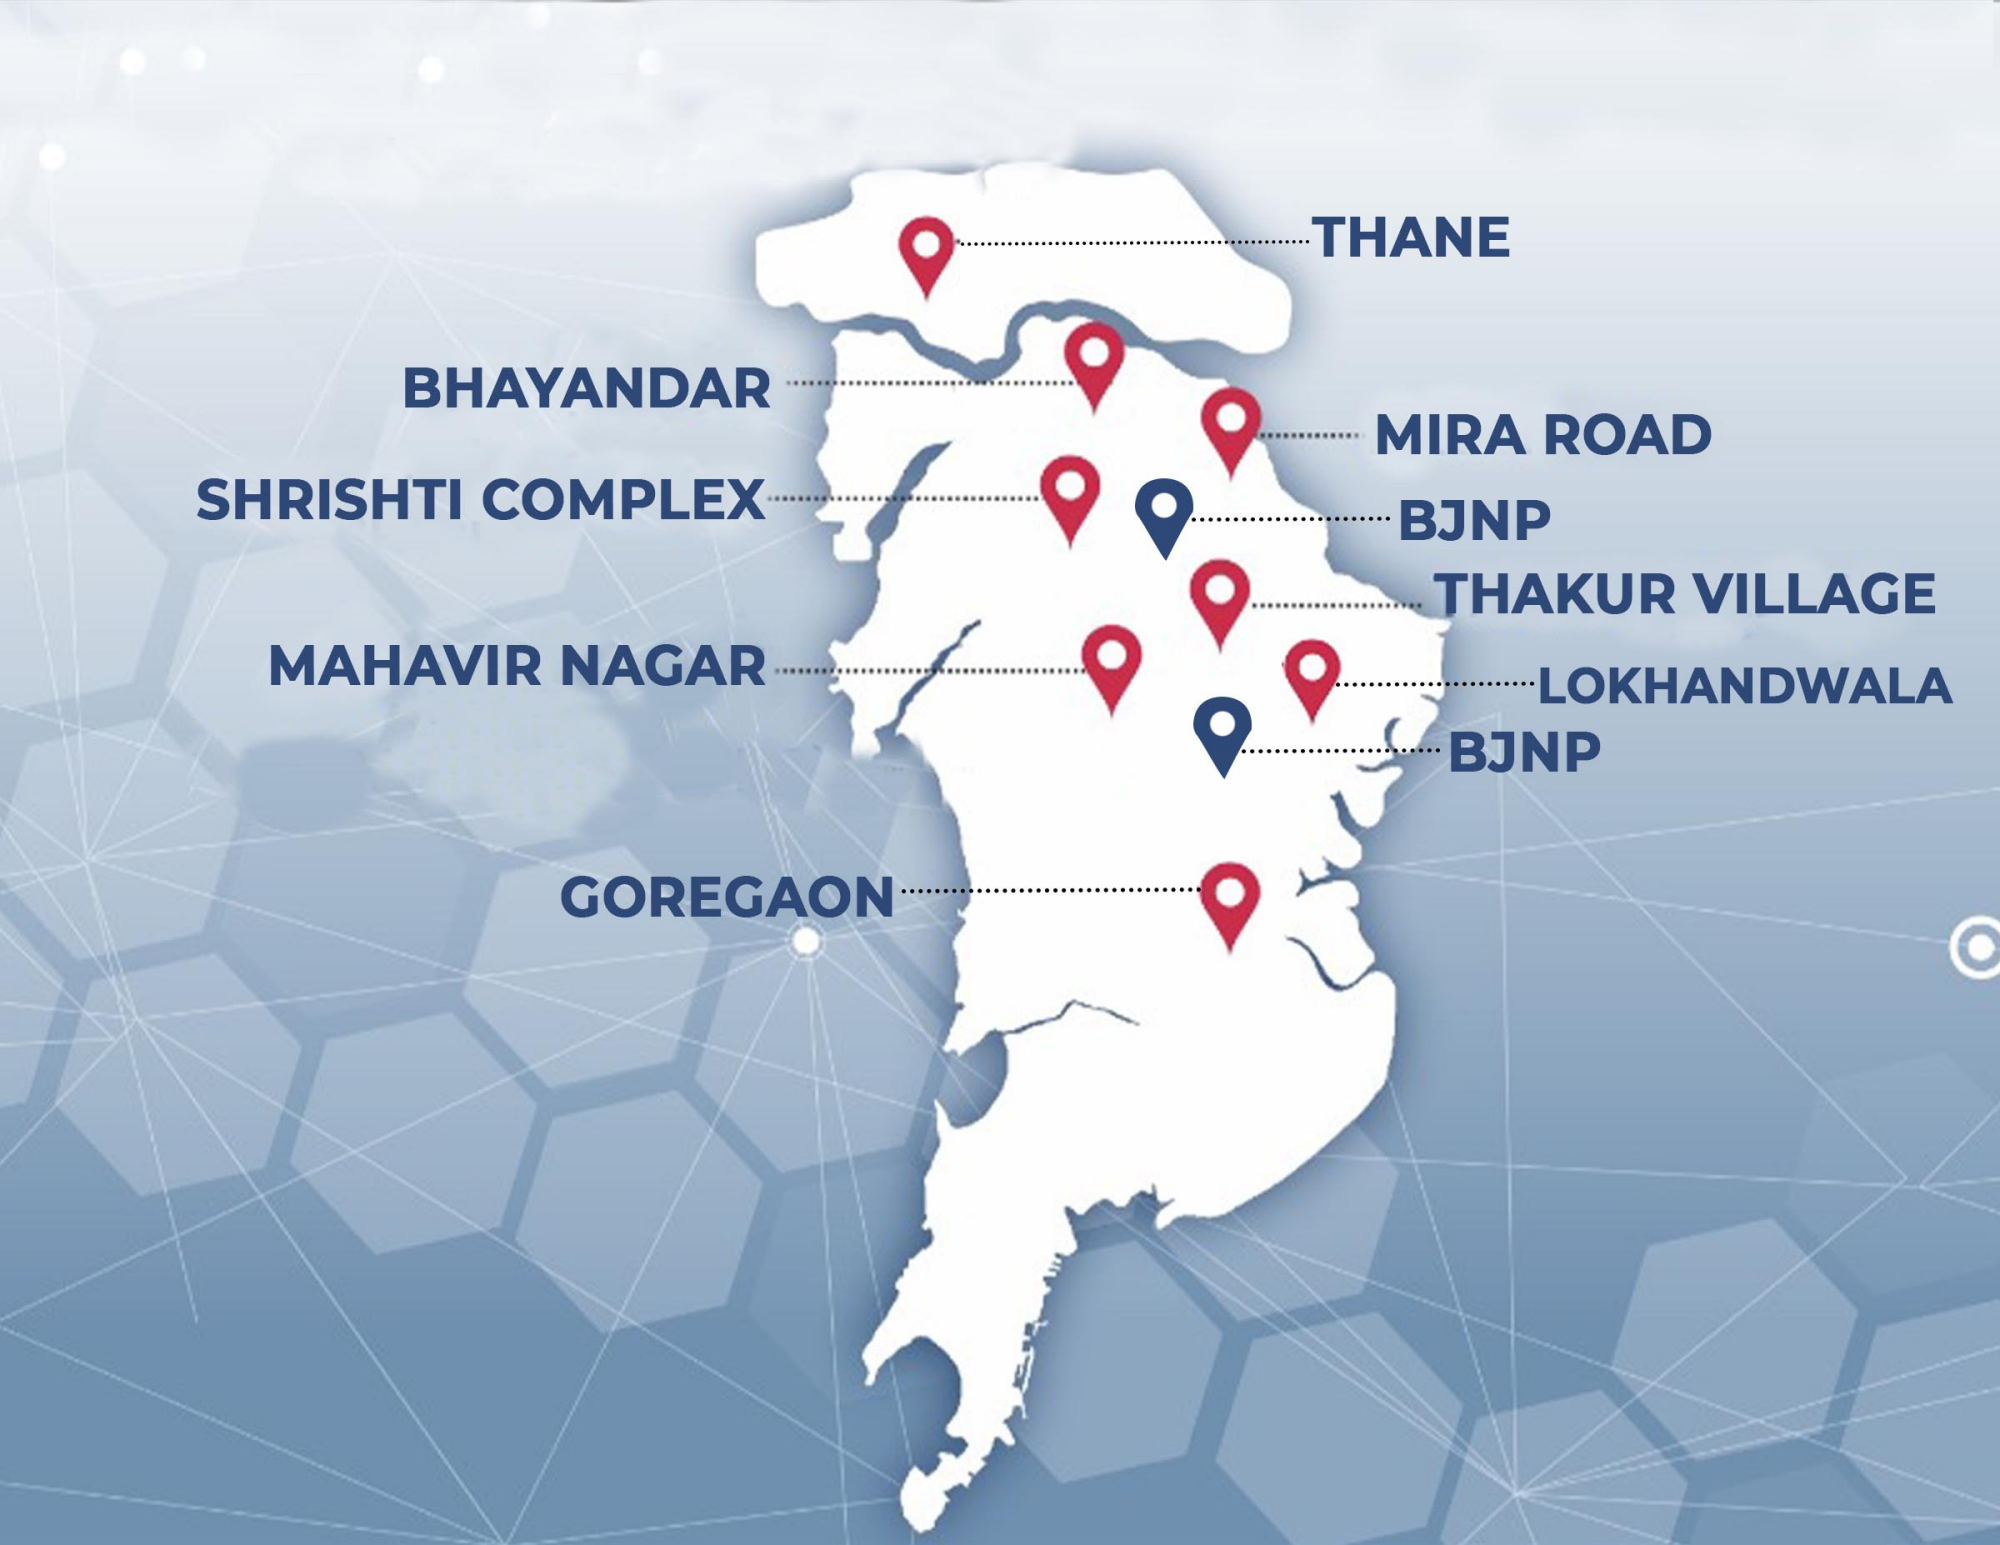 THANE
BHAYANDAR
MIRA ROAD
SHRISHTI COMPLEX
BJNP
THAKUR VILLAGE
MAHAVIR NAGAR
LOKHANDWALA
BJNP
GOREGAON